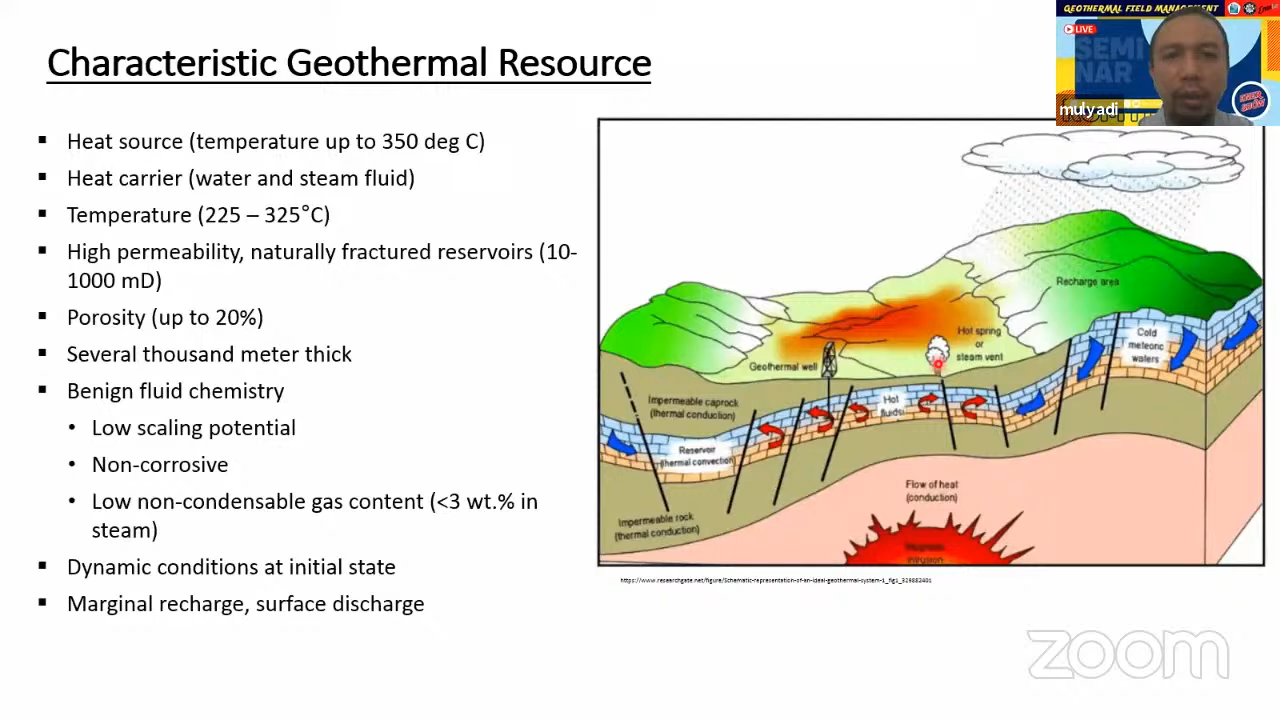 GEOTHERMAL FIELD MANAGEMENT
LIVE
SEMI
NAR
mulyadi
Characteristic Geothermal Resource
▪ Heat source (temperature up to 350 deg C)
▪ Heat carrier (water and steam fluid)
▪ Temperature (225 – 325°C)
▪ High permeability, naturally fractured reservoirs (10-
1000 mD)
▪ Porosity (up to 20%)
▪ Several thousand meter thick
▪ Benign fluid chemistry
• Low scaling potential
• Non-corrosive
• Low non-condensable gas content (<3 wt.% in
steam)
▪ Dynamic conditions at initial state
▪ Marginal recharge, surface discharge
Recharge area
Hot spring
or
steam vent
Cold
meteoric
waters
Geothermal well
Impermeable caprock
(thermal conduction)
Hot
fluids
Reservoir
(thermal convection)
Flow of heat
(conduction)
Impermeable rock
(thermal conduction)
Magmatic
intrusion
zoom